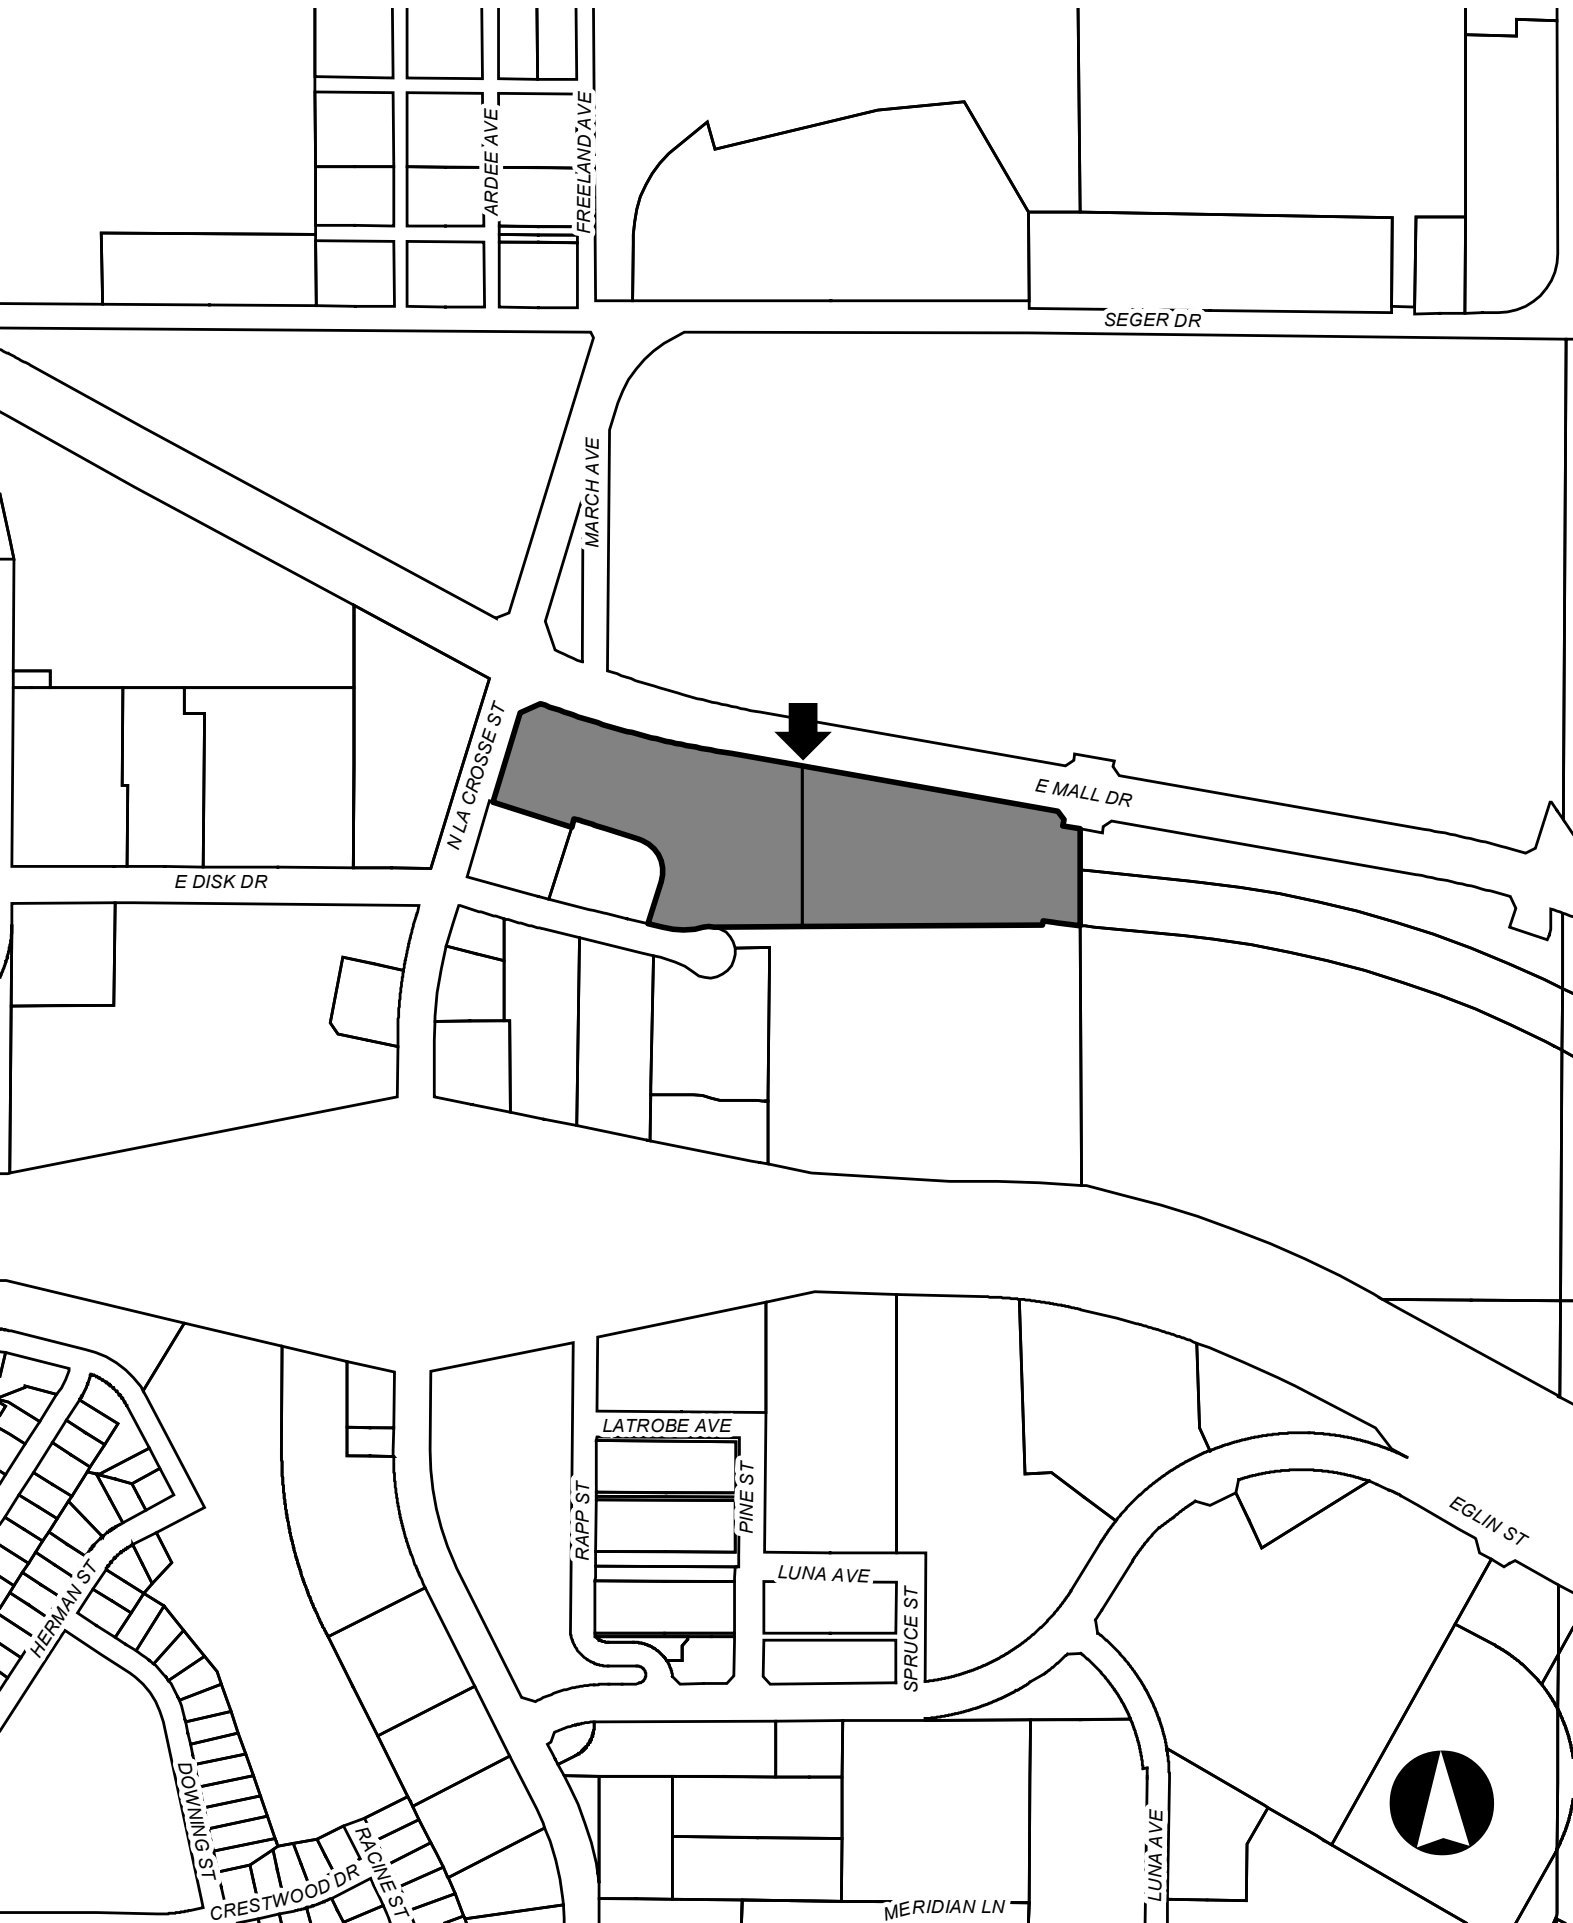 ARDEE AVE
FREELAND AVE
SEGER DR
MARCH AVE
N LA CROSSE ST
E MALL DR
E DISK DR
LATROBE AVE
RAPP ST
PINE ST
EGLIN ST
LUNA AVE
SPRUCE ST
HERMAN ST
DOWNING ST
RACINE ST
CRESTWOOD DR
LUNA AVE
MERIDIAN LN